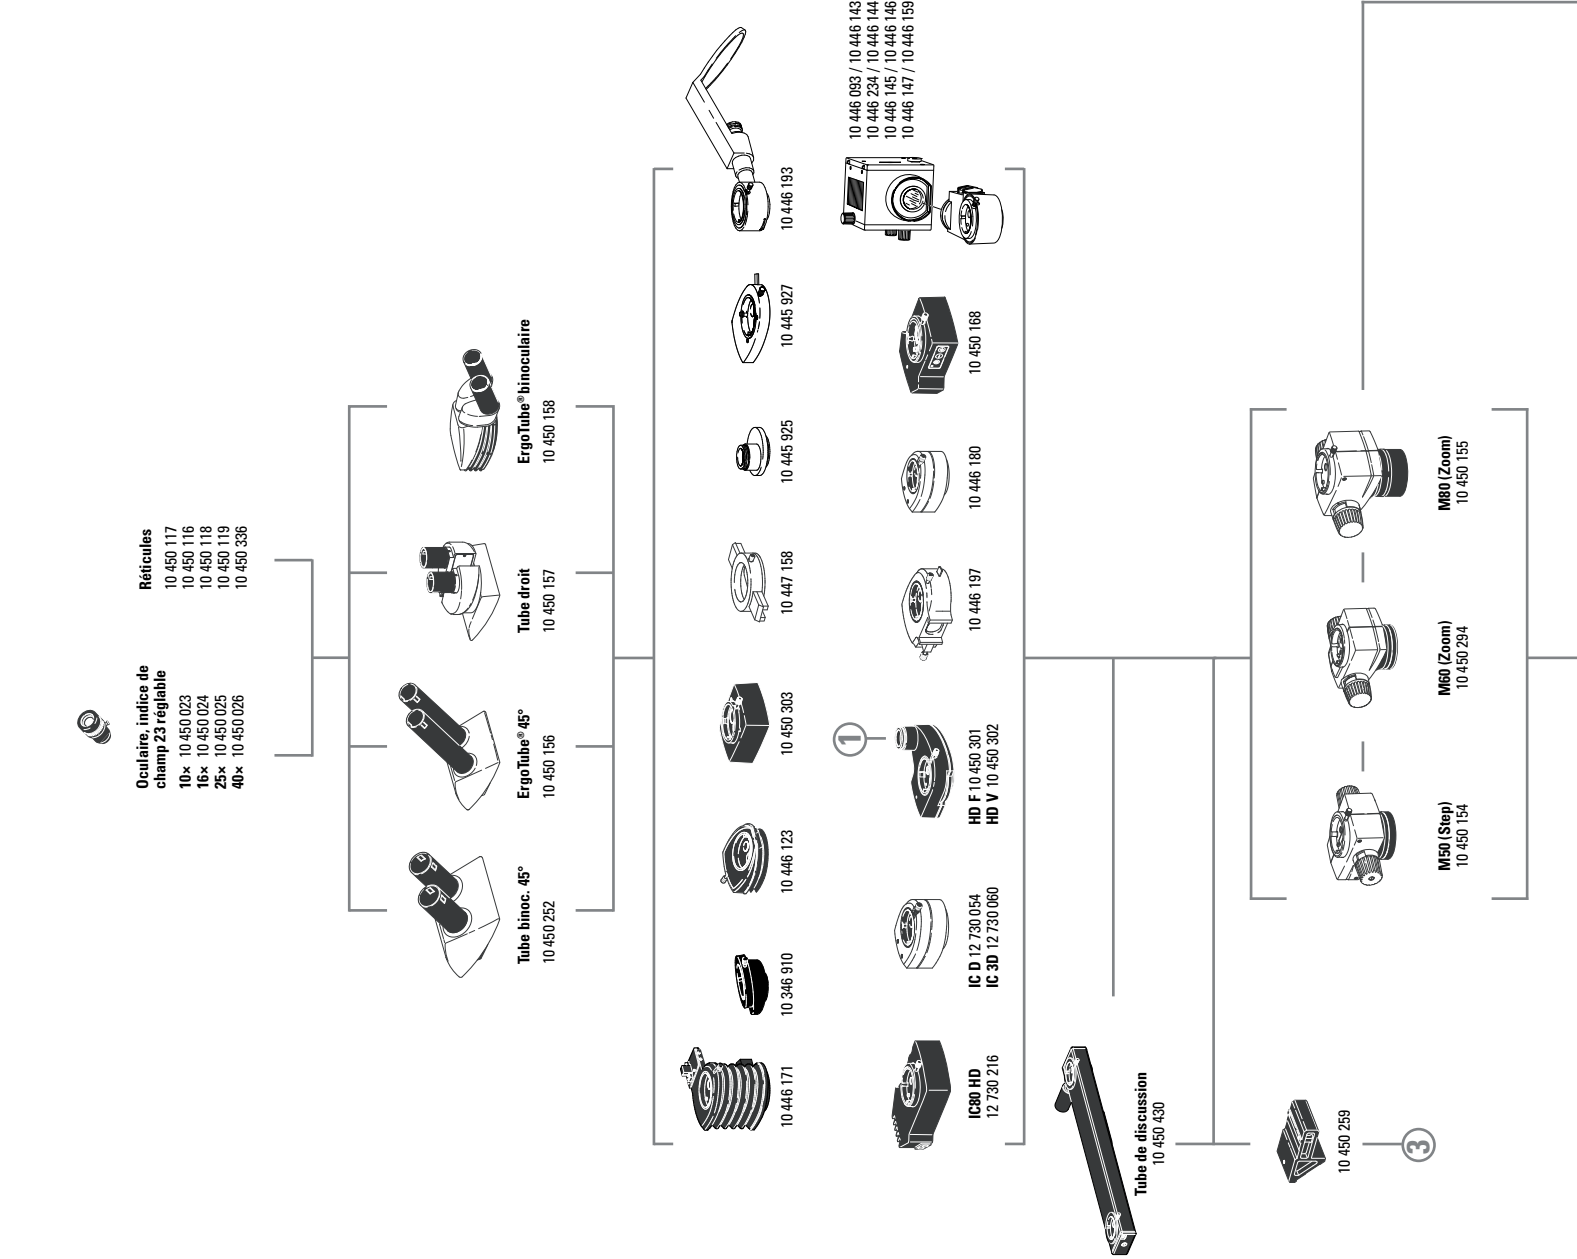 Oculaire, indice de
champ 23 réglable
10× 10 450 023
16× 10 450 024
25× 10 450 025
40× 10 450 026
Réticules
10 450 117
10 450 116
10 450 118
10 450 119
10 450 336
Tube binoc. 45°
10 450 252
ErgoTube® 45°
10 450 156
Tube droit
10 450 157
ErgoTube® binoculaire
10 450 158
10 446 171
10 346 910
10 446 123
10 450 303
10 447 158
10 445 925
10 445 927
10 446 193
IC80 HD
12 730 216
IC D 12 730 054
IC 3D 12 730 060
1
HD F 10 450 301
HD V 10 450 302
10 446 197
10 446 180
10 450 168
10 446 093 / 10 446 143
10 446 234 / 10 446 144
10 446 145 / 10 446 146
10 446 147 / 10 446 159
Tube de discussion
10 450 430
10 450 259
3
M50 (Step)
10 450 154
M60 (Zoom)
10 450 294
M80 (Zoom)
10 450 155